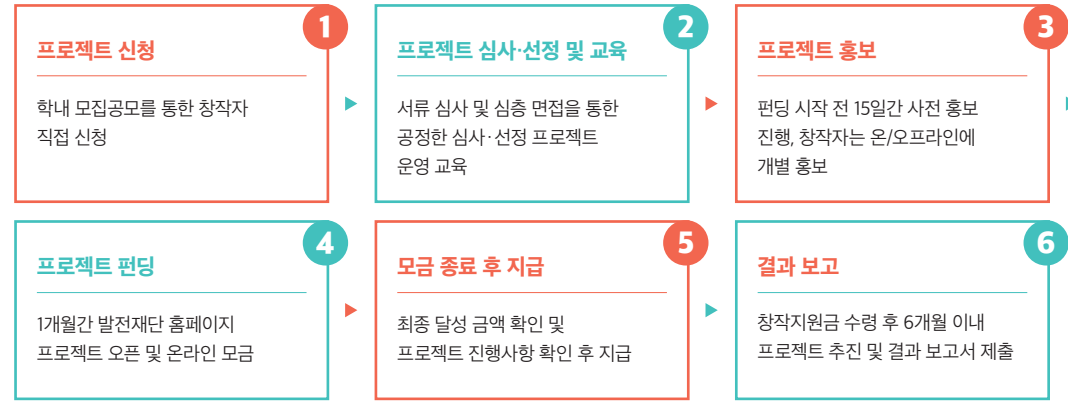 1
프로젝트 신청
학내 모집공모를 통한 창작자
직접 신청
2
프로젝트 심사·선정 및 교육
서류 심사 및 심층 면접을 통한
공정한 심사·선정 프로젝트
운영 교육
3
프로젝트 홍보
펀딩 시작 전 15일간 사전 홍보
진행, 창작자는 온/오프라인에
개별 홍보
4
프로젝트 펀딩
1개월간 발전재단 홈페이지
프로젝트 오픈 및 온라인 모금
5
모금 종료 후 지급
최종 달성 금액 확인 및
프로젝트 진행사항 확인 후 지급
6
결과 보고
창작지원금 수령 후 6개월 이내
프로젝트 추진 및 결과 보고서 제출